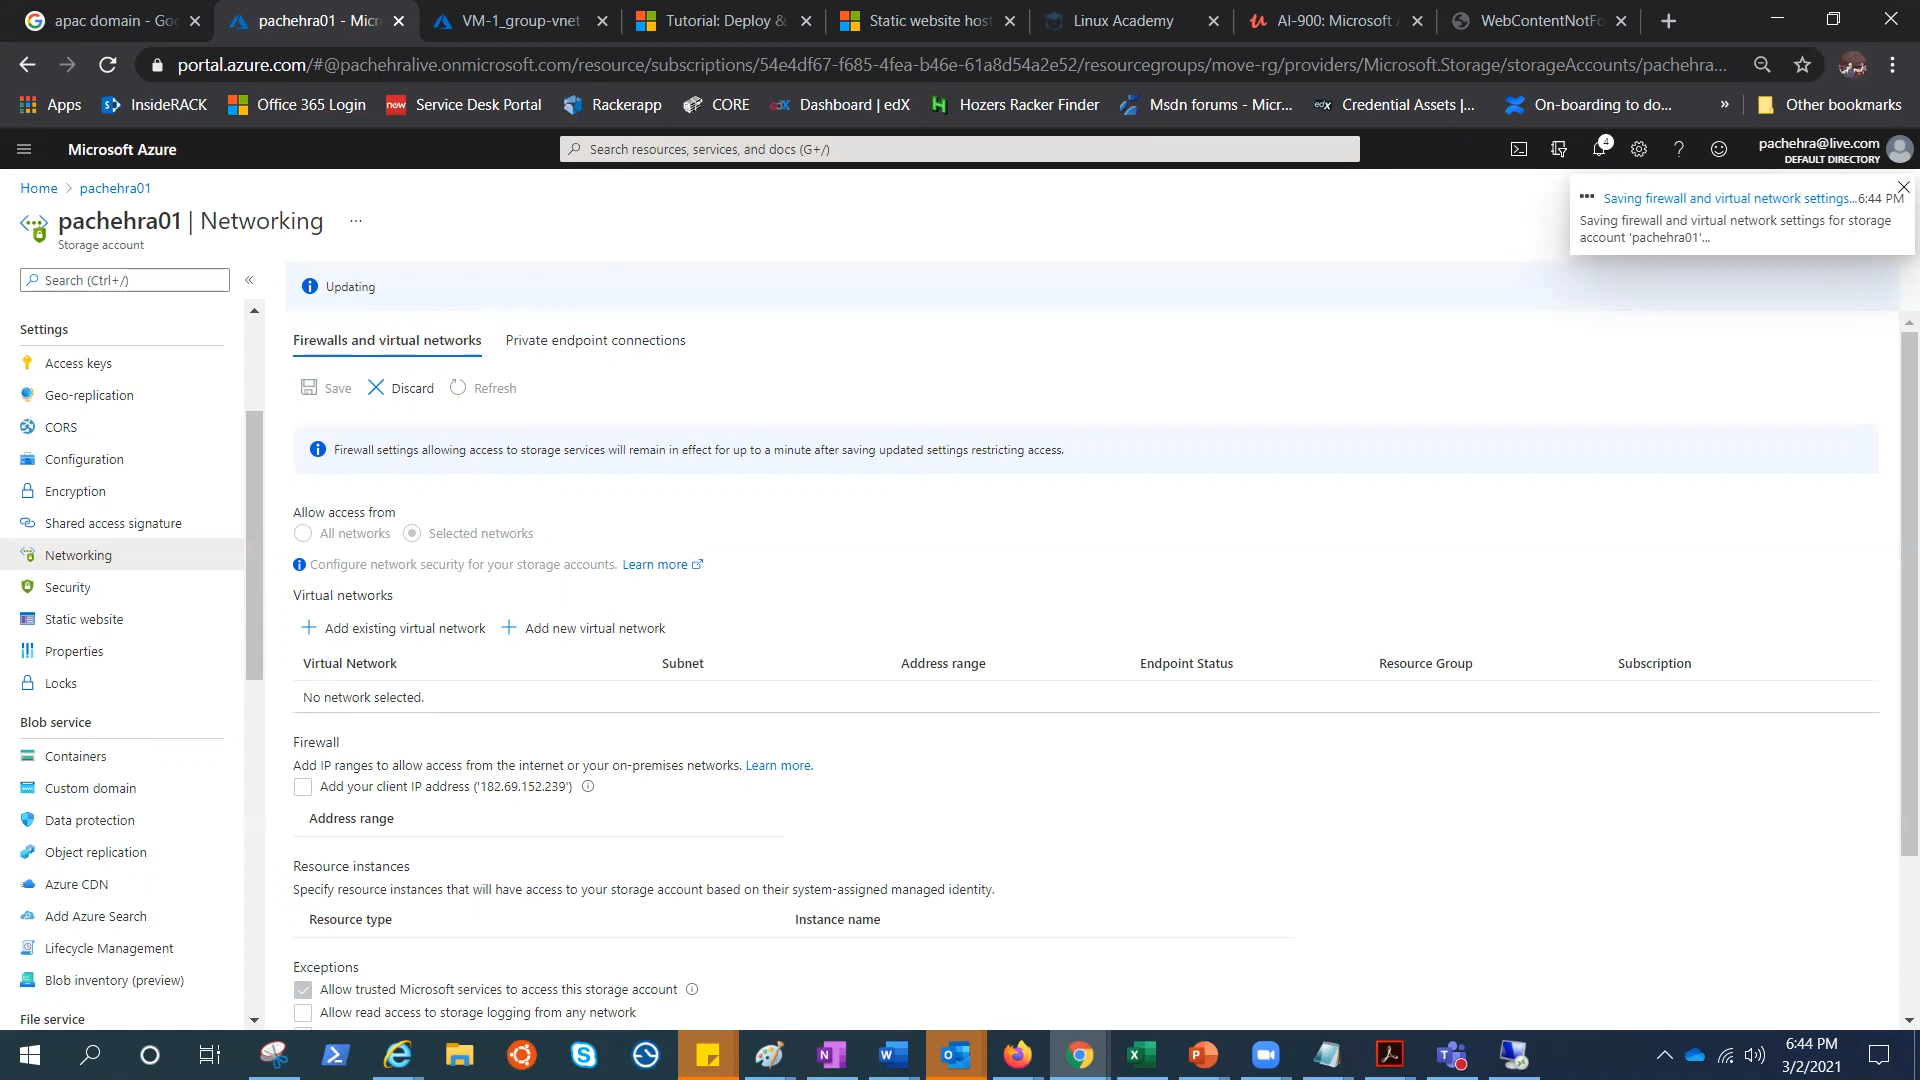 apac domain - Goo
pachehra01 - Micr
VM-1_group-vnet
Tutorial: Deploy &
Static website host
Linux Academy
AI-900: Microsoft A
WebContentNotFo
portal.azure.com/#@pachehralive.onmicrosoft.com/resource/subscriptions/54e4df67-f685-4fea-b46e-61a8d54a2e52/resourcegroups/move-rg/providers/Microsoft.Storage/storageAccounts/pachehra...
Apps
InsideRACK
Office 365 Login
now
Service Desk Portal
Rackerapp
CORE
edX
Dashboard | edX
Hozers Racker Finder
Msdn forums - Micr...
edX
Credential Assets |...
On-boarding to do...
»
Other bookmarks
Microsoft Azure
Search resources, services, and docs (G+/)
4
pachehra@live.com
DEFAULT DIRECTORY
Home > pachehra01
pachehra01 | Networking ...
Storage account
Saving firewall and virtual network settings... 6:44 PM
Saving firewall and virtual network settings for storage
account 'pachehra01'...
Search (Ctrl+/)
«
Settings
Access keys
Geo-replication
CORS
Configuration
Encryption
Shared access signature
Networking
Security
Static website
Properties
Locks
Blob service
Containers
Custom domain
Data protection
Object replication
Azure CDN
Add Azure Search
Lifecycle Management
Blob inventory (preview)
File service
Updating
Firewalls and virtual networks
Private endpoint connections
Save
Discard
Refresh
Firewall settings allowing access to storage services will remain in effect for up to a minute after saving updated settings restricting access.
Allow access from
All networks
Selected networks
Configure network security for your storage accounts. Learn more
Virtual networks
+ Add existing virtual network
+ Add new virtual network
Virtual Network
Subnet
Address range
Endpoint Status
Resource Group
Subscription
No network selected.
Firewall
Add IP ranges to allow access from the internet or your on-premises networks. Learn more.
Add your client IP address ('182.69.152.239')
Address range
Resource instances
Specify resource instances that will have access to your storage account based on their system-assigned managed identity.
Resource type
Instance name
Exceptions
Allow trusted Microsoft services to access this storage account
Allow read access to storage logging from any network
6:44 PM
3/2/2021